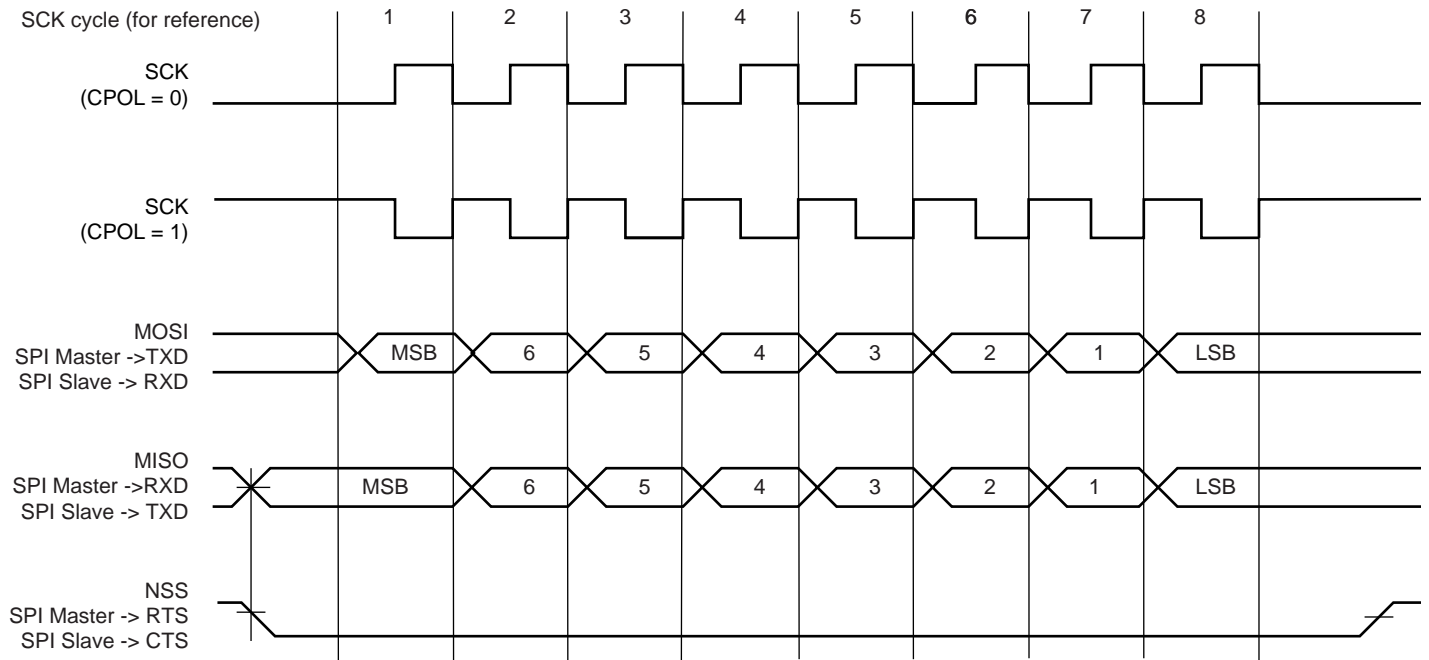 SCK cycle (for reference) 1 2 3 4 5 6 7 8
SCK
(CPOL = 0)
SCK
(CPOL = 1)
MOSI
SPI Master ->TXD
SPI Slave -> RXD
MSB 6 5 4 3 2 1 LSB
MISO
SPI Master ->RXD
SPI Slave -> TXD
MSB 6 5 4 3 2 1 LSB
NSS
SPI Master -> RTS
SPI Slave -> CTS